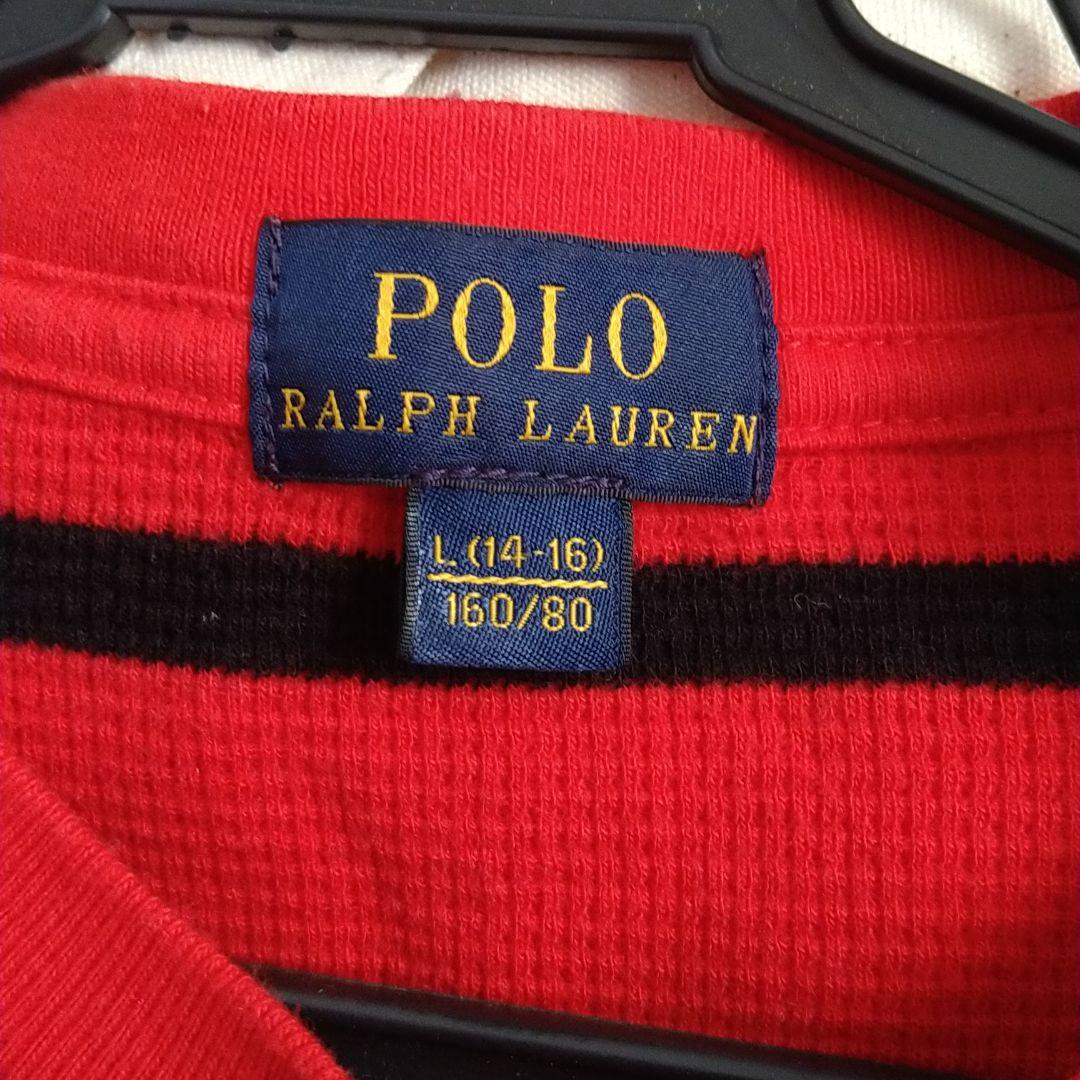 POLO
RALPH LAUREN
L (14-16)
160/80